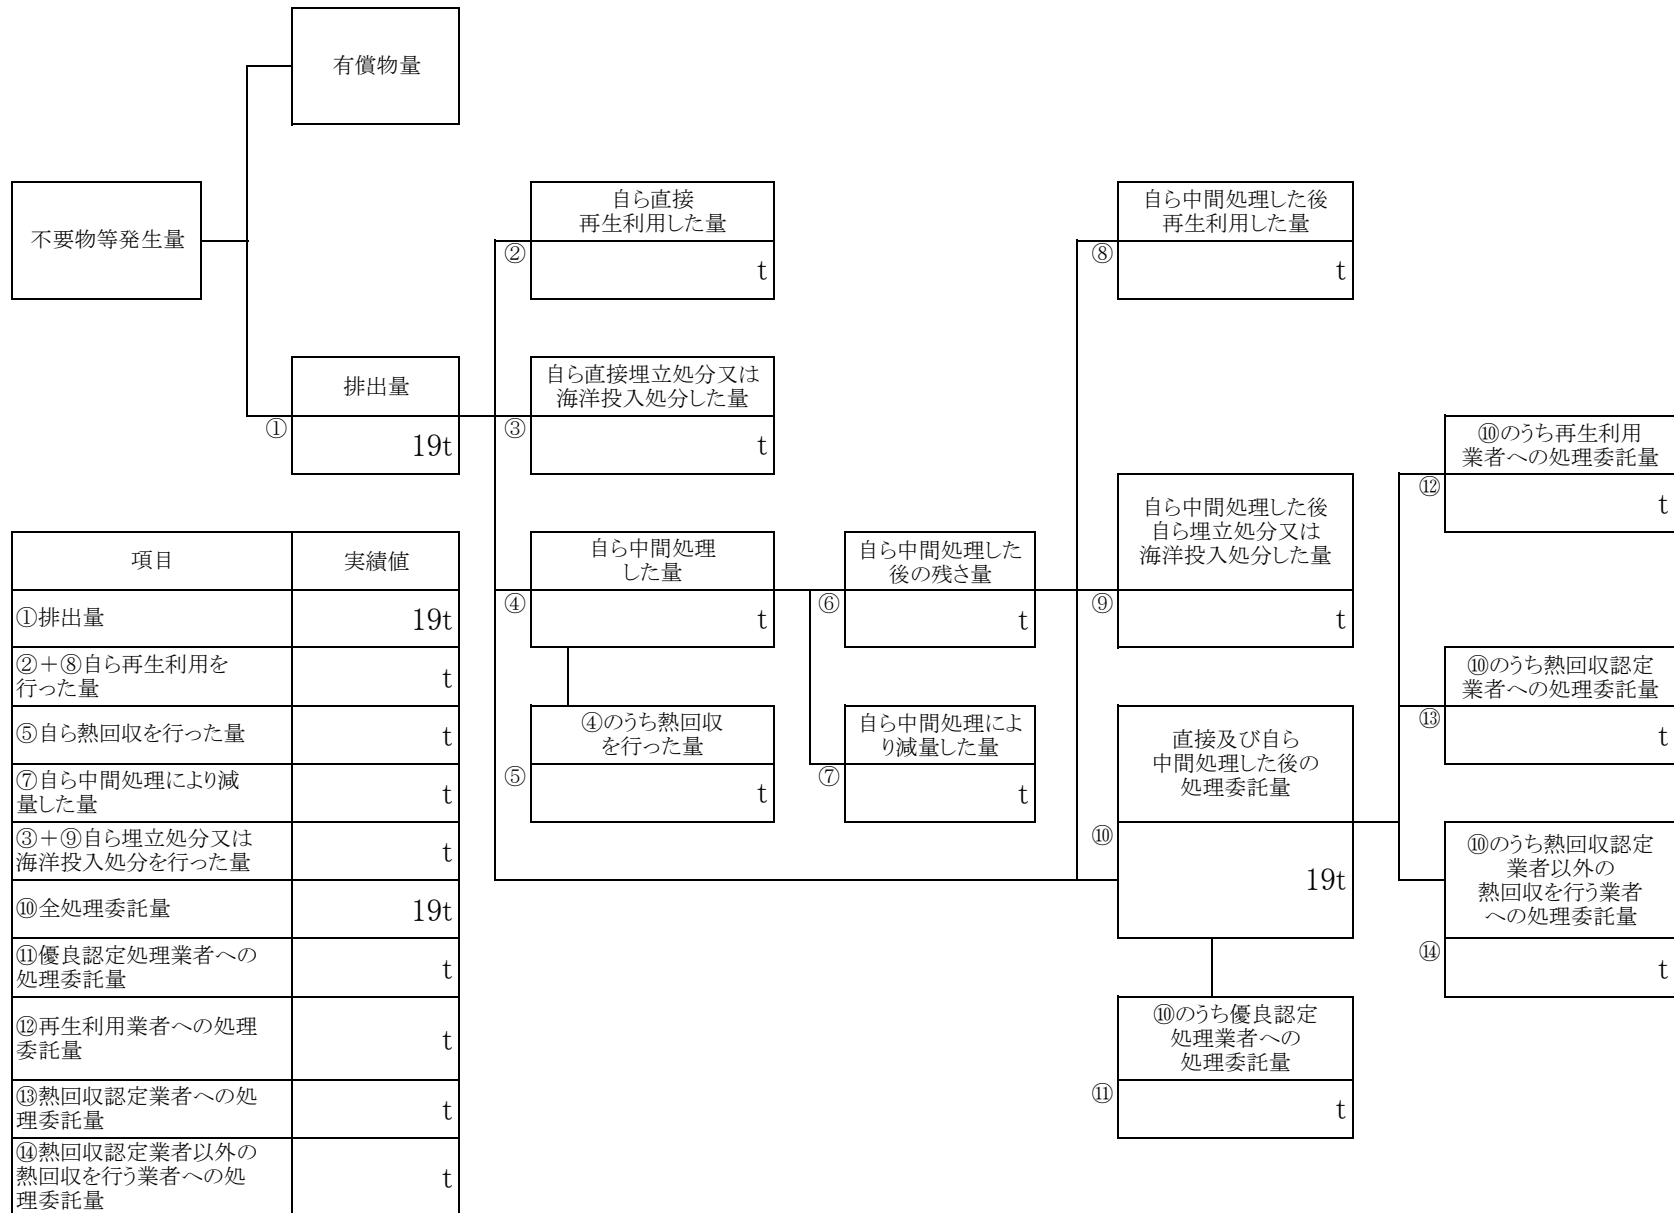 有償物量
不要物等発生量
自ら直接
再生利用した量
②
t
自ら中間処理した後
再生利用した量
⑧
t
排出量
①
19t
自ら直接埋立処分又は
海洋投入処分した量
③
t
⑩のうち再生利用
業者への処理委託量
⑫
t
自ら中間処理
した量
④
t
自ら中間処理した
後の残さ量
⑥
t
自ら中間処理した後
自ら埋立処分又は
海洋投入処分した量
⑨
t
⑩のうち熱回収認定
業者への処理委託量
⑬
t
④のうち熱回収
を行った量
⑤
t
自ら中間処理によ
り減量した量
⑦
t
直接及び自ら
中間処理した後の
処理委託量
⑩
19t
⑩のうち熱回収認定
業者以外の
熱回収を行う業者
への処理委託量
⑭
t
⑩のうち優良認定
処理業者への
処理委託量
⑪
t
項目 実績値
①排出量 19t
②+⑧自ら再生利用を
行った量 t
⑤自ら熱回収を行った量 t
⑦自ら中間処理により減
量した量 t
③+⑨自ら埋立処分又は
海洋投入処分を行った量 t
⑩全処理委託量 19t
⑪優良認定処理業者への
処理委託量 t
⑫再生利用業者への処理
委託量 t
⑬熱回収認定業者への処
理委託量 t
⑭熱回収認定業者以外の
熱回収を行う業者への処
理委託量 t